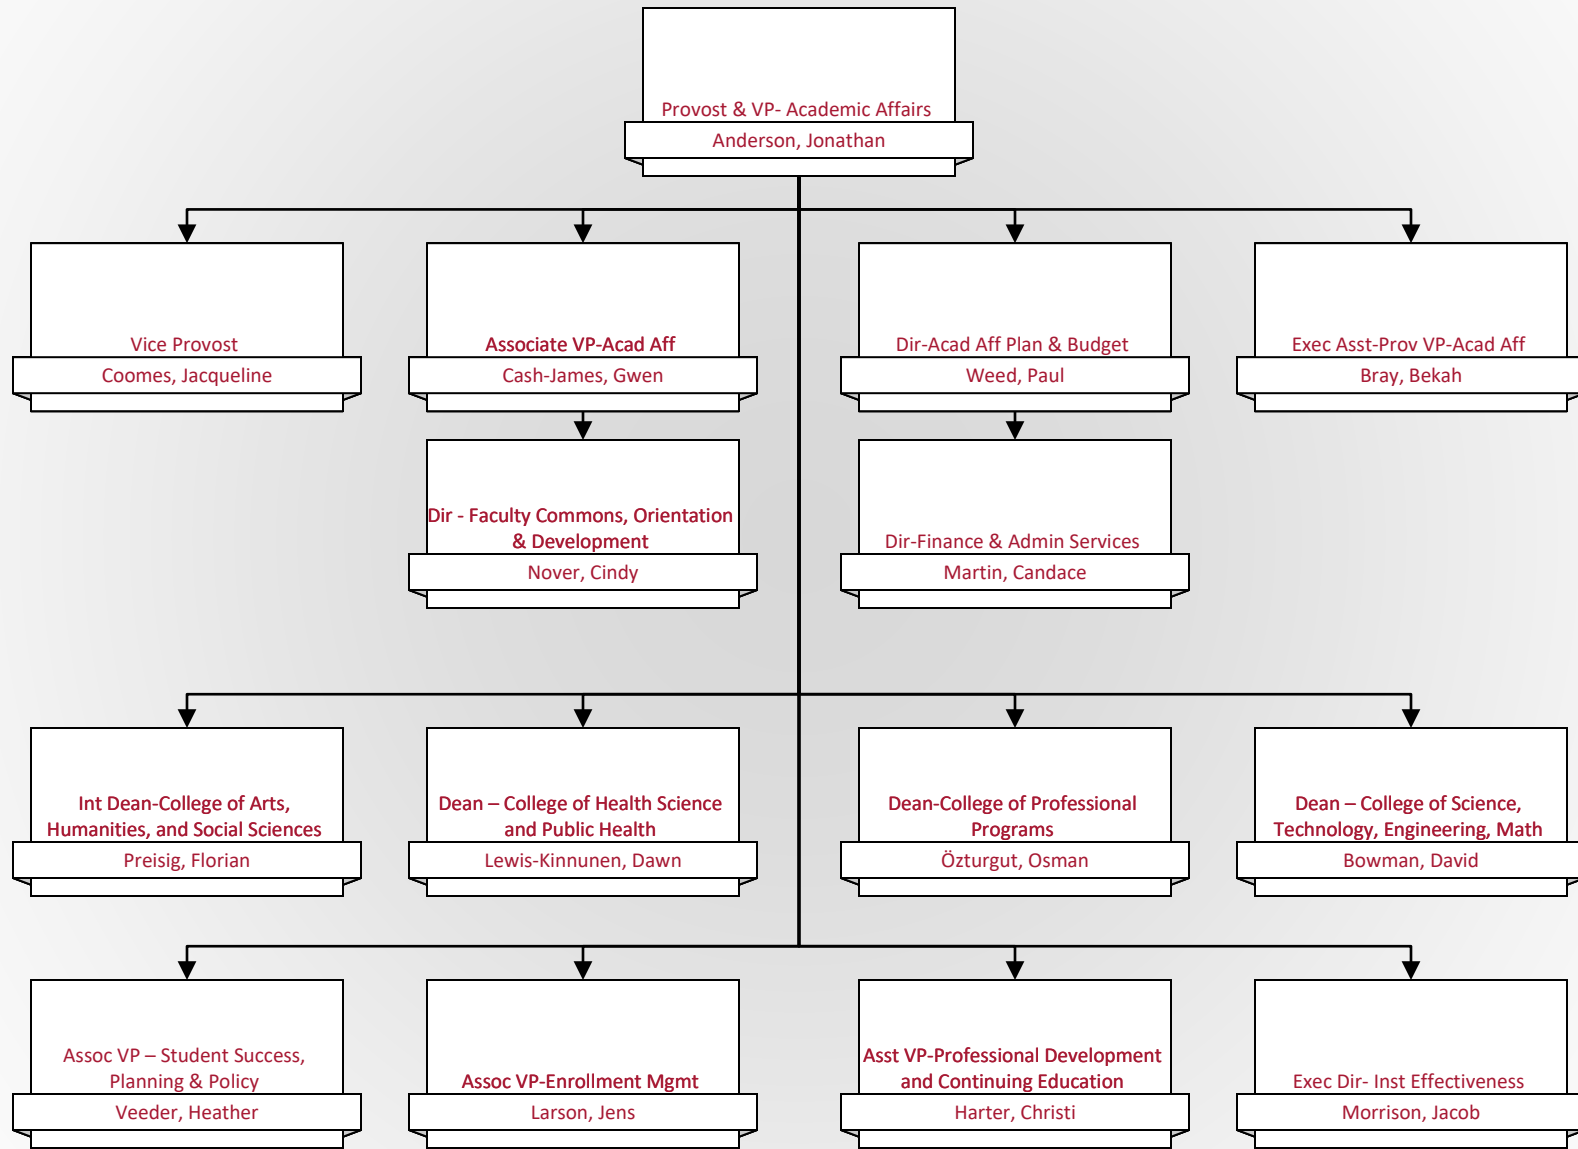 Provost & VP- Academic Affairs
Anderson, Jonathan
Vice Provost
Coomes, Jacqueline
Associate VP-Acad Aff
Cash-James, Gwen
Dir-Acad Aff Plan & Budget
Weed, Paul
Exec Asst-Prov VP-Acad Aff
Bray, Bekah
Dir - Faculty Commons, Orientation
& Development
Nover, Cindy
Dir-Finance & Admin Services
Martin, Candace
Int Dean-College of Arts,
Humanities, and Social Sciences
Preisig, Florian
Dean – College of Health Science
and Public Health
Lewis-Kinnunen, Dawn
Dean-College of Professional
Programs
Özturgut, Osman
Dean – College of Science,
Technology, Engineering, Math
Bowman, David
Assoc VP – Student Success,
Planning & Policy
Veeder, Heather
Assoc VP-Enrollment Mgmt
Larson, Jens
Asst VP-Professional Development
and Continuing Education
Harter, Christi
Exec Dir- Inst Effectiveness
Morrison, Jacob